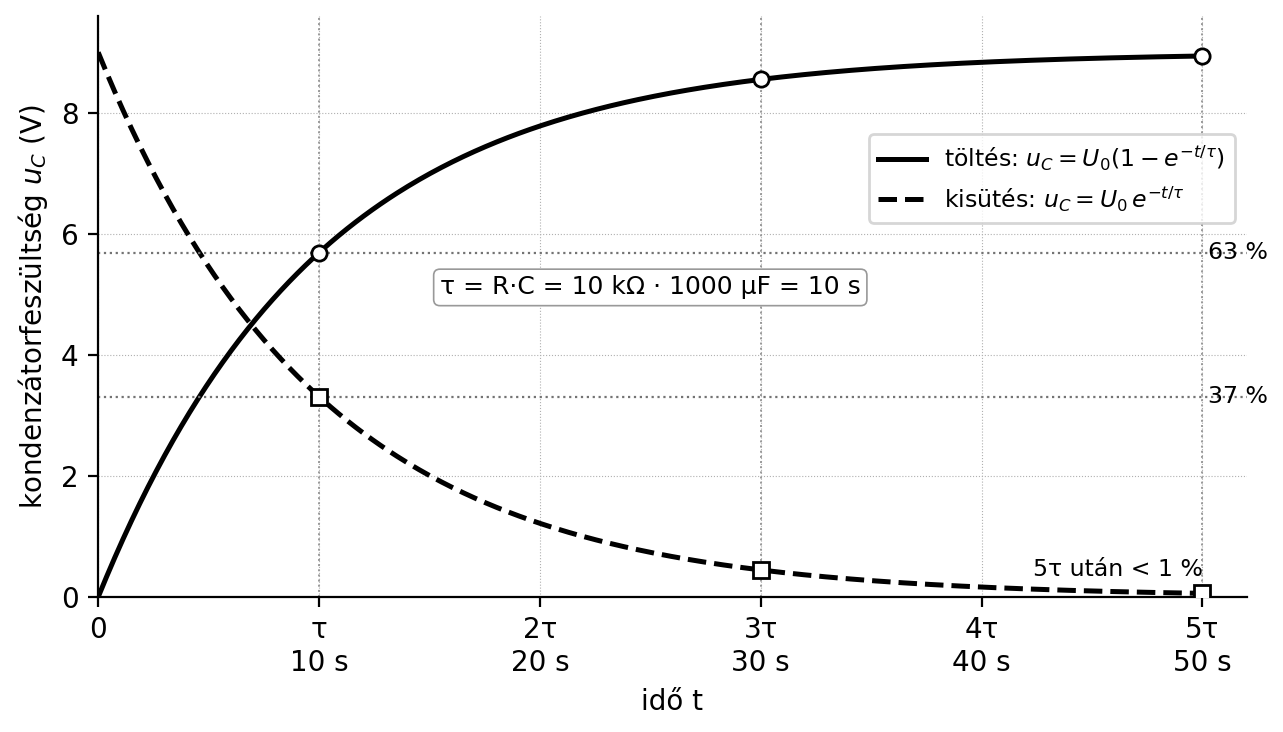 kondenzátorfeszültség u_C (V)
8
6
4
2
0
töltés: u_C = U_0(1 − e^{−t/τ})
kisütés: u_C = U_0 e^{−t/τ}
63 %
τ = R·C = 10 kΩ · 1000 µF = 10 s
37 %
5τ után < 1 %
0 τ 2τ 3τ 4τ 5τ
10 s 20 s 30 s 40 s 50 s
idő t